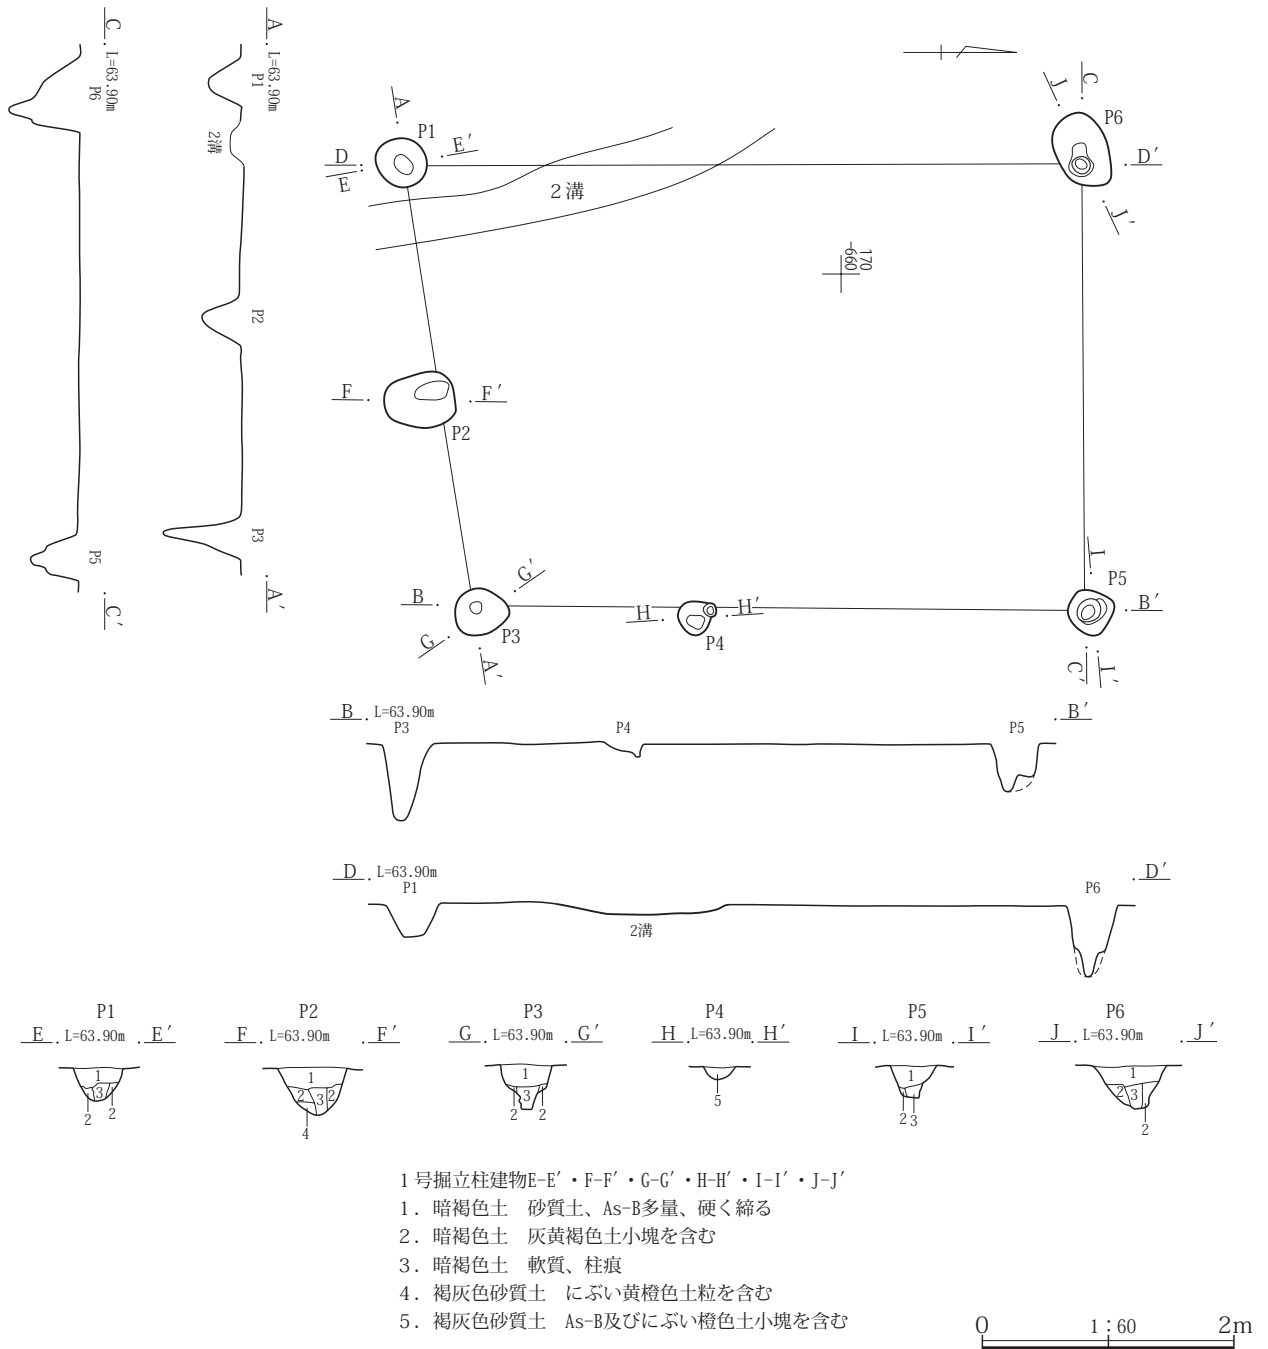 C
L=63.90m
P6
P5
C′
A
L=63.90m
P1
2溝
P2
P3
A′
A
P1
E′
D
E
2溝
J
C
P6
D′
J′
170
-660
F
F′
P2
B
G′
G
P3
A′
H
H′
P4
I
P5
B′
C′
I′
B
L=63.90m
B′
P3
P4
P5
D
L=63.90m
D′
P1
P6
2溝
P1 P2 P3 P4 P5 P6
E L=63.90m E′ F L=63.90m F′ G L=63.90m G′ H L=63.90m H′ I L=63.90m I′ J L=63.90m J′
1
3
2
2
1
2
3
2
4
1
3
2
2
5
1
2
3
1
2
3
2
1号掘立柱建物E-E′・F-F′・G-G′・H-H′・I-I′・J-J′
1．暗褐色土　砂質土、As-B多量、硬く締る
2．暗褐色土　灰黄褐色土小塊を含む
3．暗褐色土　軟質、柱痕
4．褐灰色砂質土　にぶい黄橙色土粒を含む
5．褐灰色砂質土　As-B及びにぶい橙色土小塊を含む
0 1：60 2m